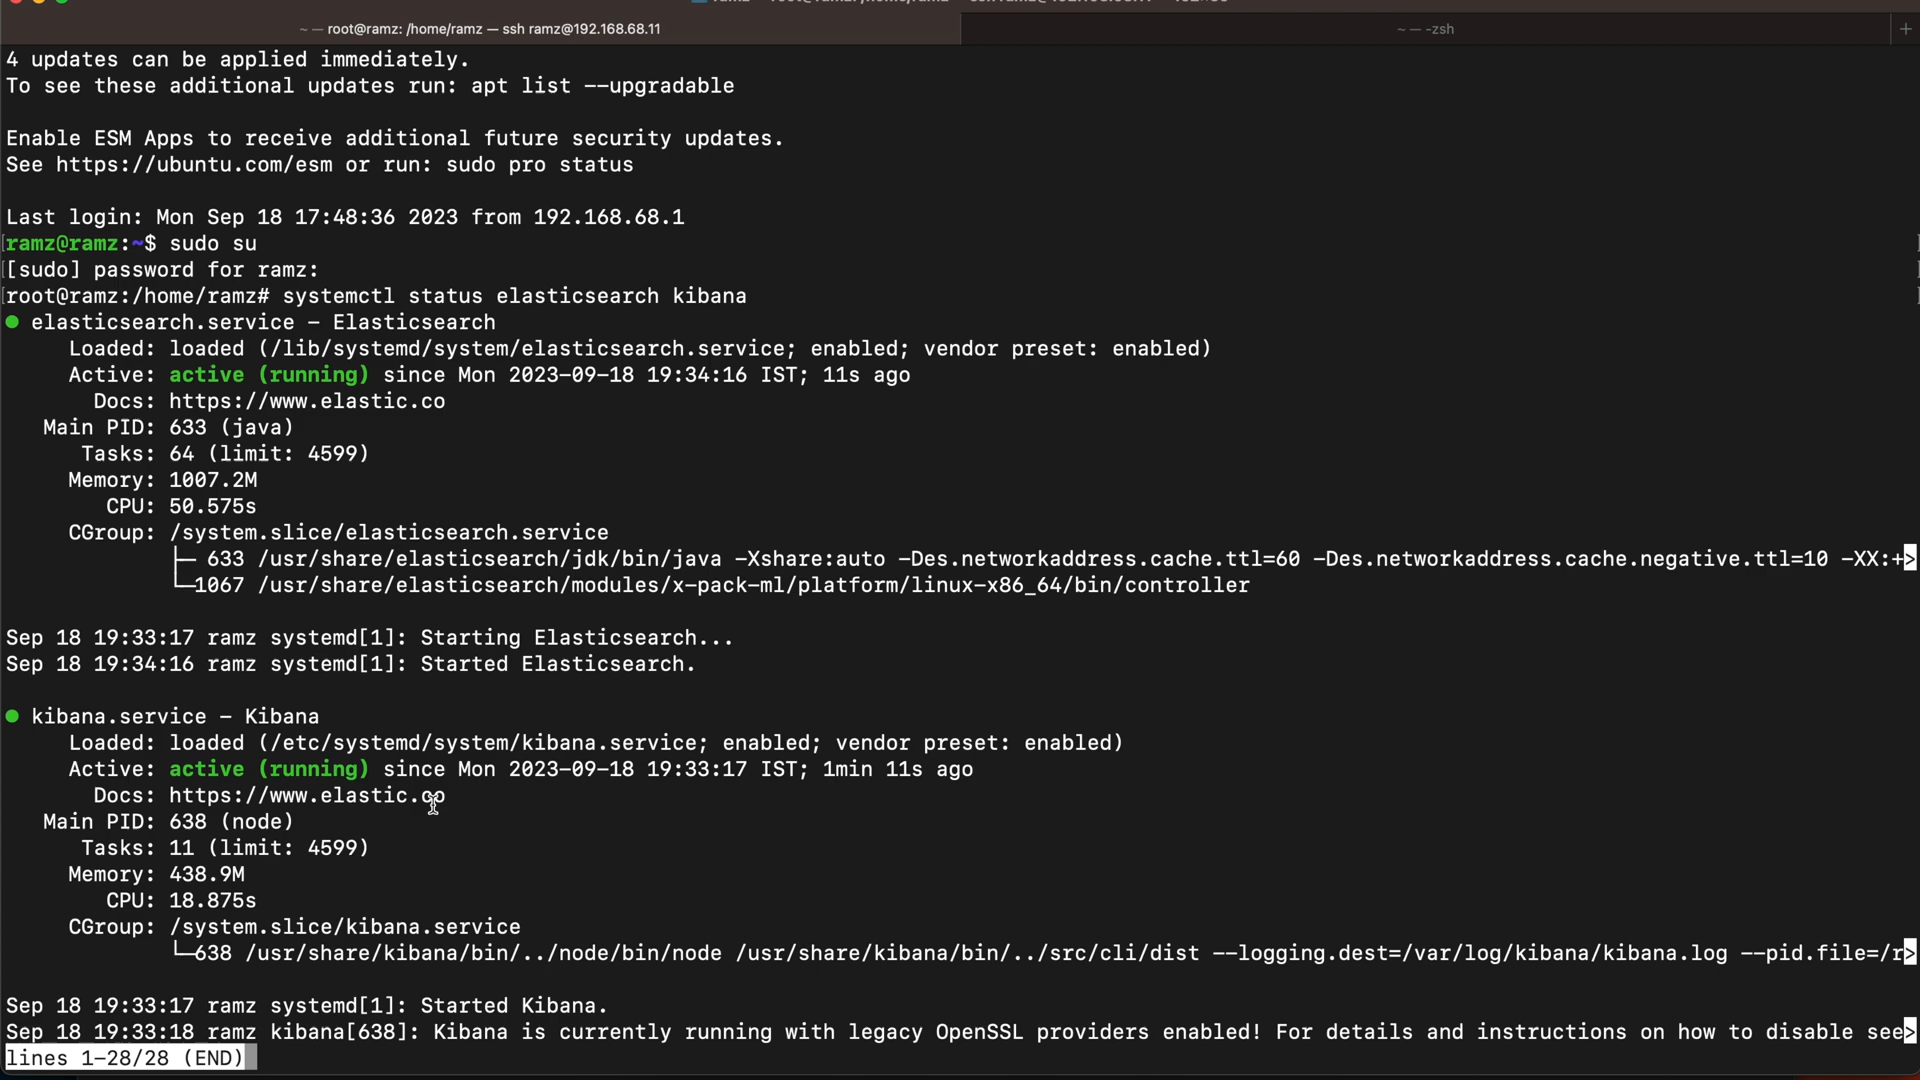 ~ — root@ramz: /home/ramz — ssh ramz@192.168.68.11
~ — -zsh
+
4 updates can be applied immediately.
To see these additional updates run: apt list --upgradable
Enable ESM Apps to receive additional future security updates.
See https://ubuntu.com/esm or run: sudo pro status
Last login: Mon Sep 18 17:48:36 2023 from 192.168.68.1
[ramz@ramz:~$ sudo su ]
[[sudo] password for ramz: ]
[root@ramz:/home/ramz# systemctl status elasticsearch kibana ]
● elasticsearch.service - Elasticsearch
Loaded: loaded (/lib/systemd/system/elasticsearch.service; enabled; vendor preset: enabled)
Active: active (running) since Mon 2023-09-18 19:34:16 IST; 11s ago
Docs: https://www.elastic.co
Main PID: 633 (java)
Tasks: 64 (limit: 4599)
Memory: 1007.2M
CPU: 50.575s
CGroup: /system.slice/elasticsearch.service
├─ 633 /usr/share/elasticsearch/jdk/bin/java -Xshare:auto -Des.networkaddress.cache.ttl=60 -Des.networkaddress.cache.negative.ttl=10 -XX:+>
└─1067 /usr/share/elasticsearch/modules/x-pack-ml/platform/linux-x86_64/bin/controller
Sep 18 19:33:17 ramz systemd[1]: Starting Elasticsearch...
Sep 18 19:34:16 ramz systemd[1]: Started Elasticsearch.
● kibana.service - Kibana
Loaded: loaded (/etc/systemd/system/kibana.service; enabled; vendor preset: enabled)
Active: active (running) since Mon 2023-09-18 19:33:17 IST; 1min 11s ago
Docs: https://www.elastic.co
Main PID: 638 (node)
Tasks: 11 (limit: 4599)
Memory: 438.9M
CPU: 18.875s
CGroup: /system.slice/kibana.service
└─638 /usr/share/kibana/bin/../node/bin/node /usr/share/kibana/bin/../src/cli/dist --logging.dest=/var/log/kibana/kibana.log --pid.file=/r>
Sep 18 19:33:17 ramz systemd[1]: Started Kibana.
Sep 18 19:33:18 ramz kibana[638]: Kibana is currently running with legacy OpenSSL providers enabled! For details and instructions on how to disable see>
lines 1-28/28 (END)